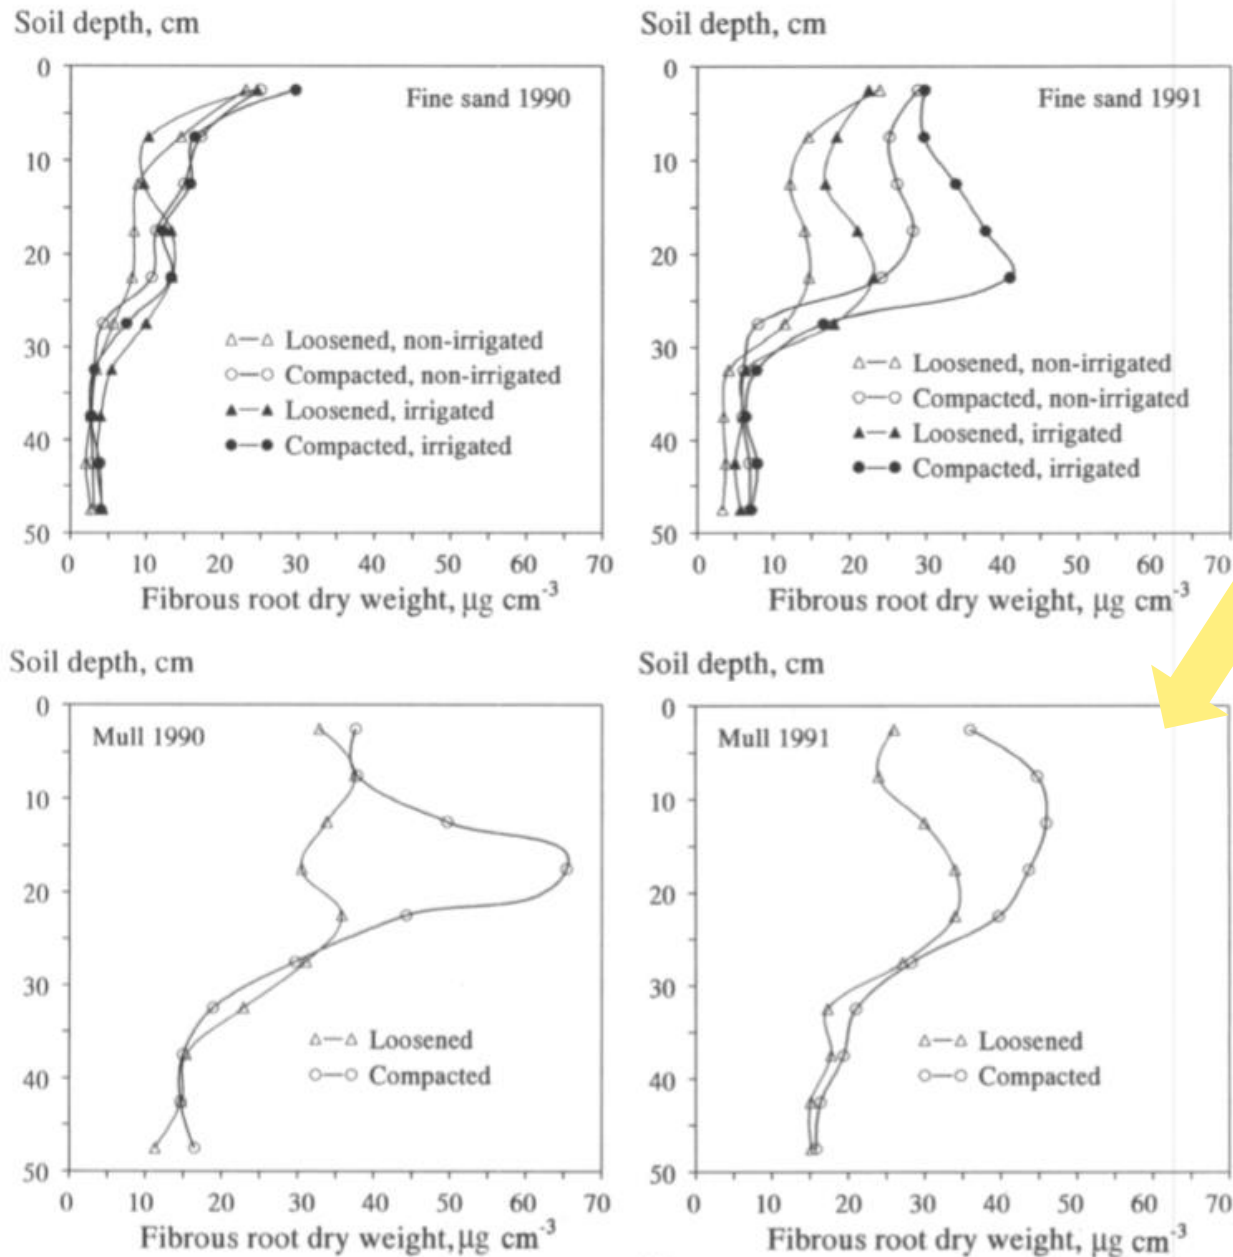 Soil depth, cm
0
10
20
30
40
50
Fine sand 1990
Loosened, non-irrigated
Compacted, non-irrigated
Loosened, irrigated
Compacted, irrigated
0 10 20 30 40 50 60 70
Fibrous root dry weight, µg cm-3
Soil depth, cm
0
10
20
30
40
50
Fine sand 1991
Loosened, non-irrigated
Compacted, non-irrigated
Loosened, irrigated
Compacted, irrigated
0 10 20 30 40 50 60 70
Fibrous root dry weight, µg cm-3
Soil depth, cm
0
10
20
30
40
50
Mull 1990
Loosened
Compacted
0 10 20 30 40 50 60 70
Fibrous root dry weight, µg cm-3
Soil depth, cm
0
10
20
30
40
50
Mull 1991
Loosened
Compacted
0 10 20 30 40 50 60 70
Fibrous root dry weight, µg cm-3